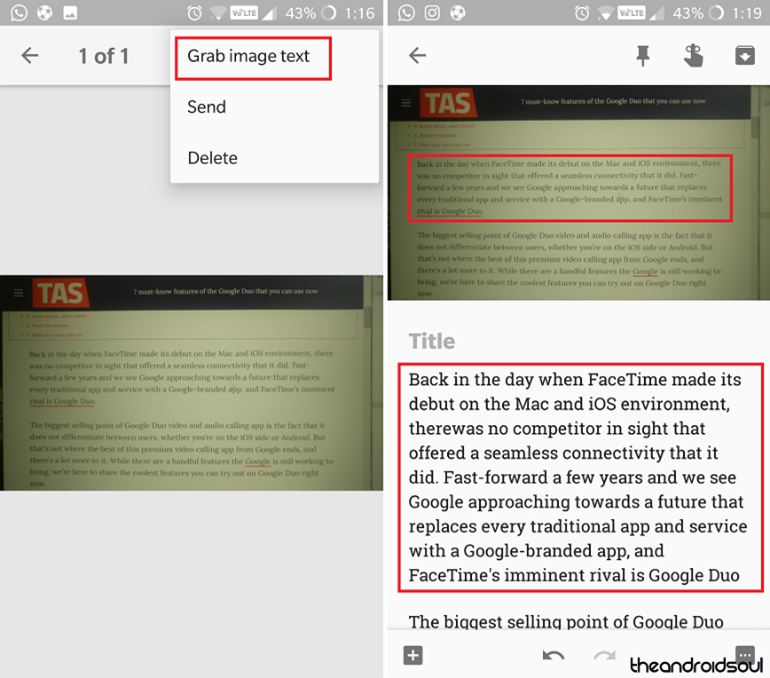 43% 1:16
1 of 1
Grab image text
Send
Delete
TAS 7 must-know features of the Google Duo that you can use now
Back in the day when FaceTime made its debut on the Mac and iOS environment, there
was no competitor in sight that offered a seamless connectivity that it did. Fast-
forward a few years and we see Google approaching towards a future that replaces
every traditional app and service with a Google-branded app, and FaceTime's imminent
rival is Google Duo.
The biggest selling point of Google Duo video and audio calling app is the fact that it
does not differentiate between users, whether you're on the iOS side or Android. But
that's not where the best of this premium video calling app from Google ends, and
there's a lot more to it. While there are a handful features the Google is still working to
bring, we're here to share the coolest features you can try out on Google Duo right
now.
VoLTE 43% 1:19
TAS 7 must-know features of the Google Duo that you can use now
Back in the day when FaceTime made its debut on the Mac and iOS environment, there
was no competitor in sight that offered a seamless connectivity that it did. Fast-
forward a few years and we see Google approaching towards a future that replaces
every traditional app and service with a Google-branded app, and FaceTime's imminent
rival is Google Duo.
The biggest selling point of Google Duo video and audio calling app is the fact that it
does not differentiate between users, whether you're on the iOS side or Android. But
that's not where the best of this premium video calling app from Google ends, and
there's a lot more to it. While there are a handful features the Google is still working to
bring, we're here to share the coolest features you can try out on Google Duo right
now.
Title
Back in the day when FaceTime made its
debut on the Mac and iOS environment,
therewas no competitor in sight that
offered a seamless connectivity that it
did. Fast-forward a few years and we see
Google approaching towards a future that
replaces every traditional app and service
with a Google-branded app, and
FaceTime's imminent rival is Google Duo
The biggest selling point of Google Duo
theandroidsoul